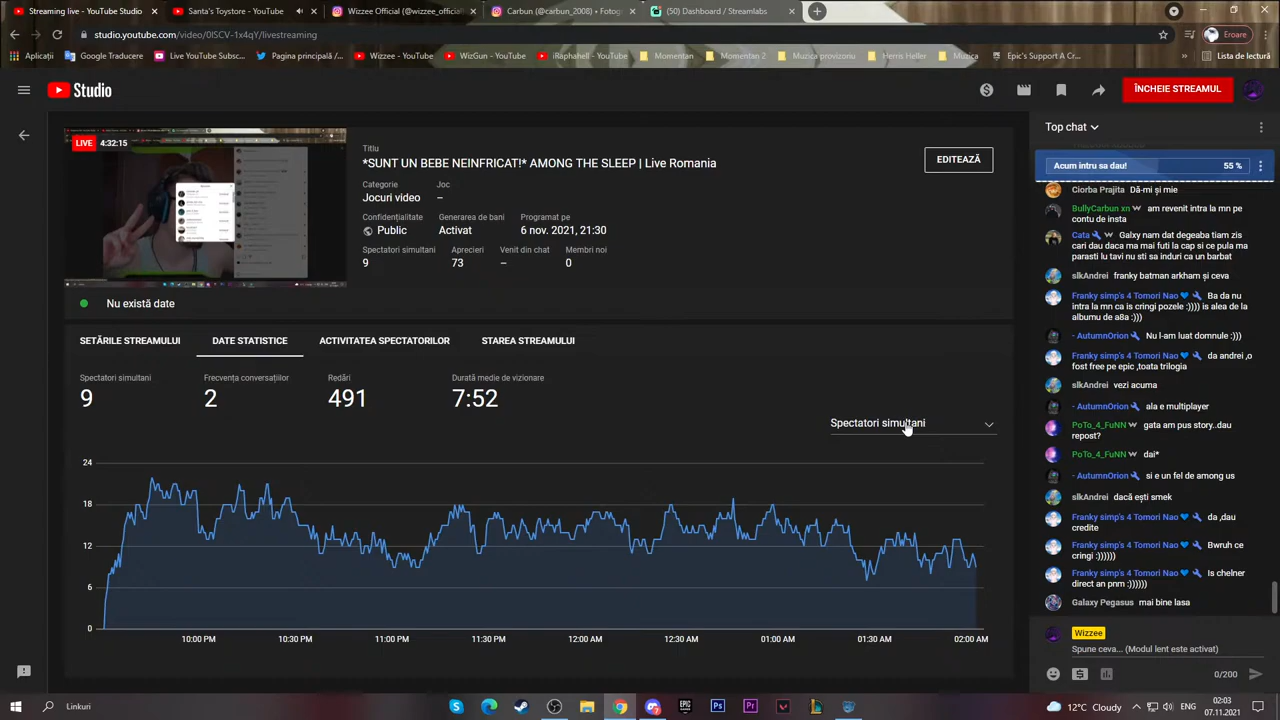 Streaming live - YouTube Studio
Santa's Toystore - YouTube
Wizzee Official (@wizzee_official)
Carbun (@carbun_2008) • Fotog
(50) Dashboard / Streamlabs
studio.youtube.com/video/0lSCV-1x4qY/livestreaming
Eroare
Aplicații
Google Traducere
Live YouTube Subsc...
Pagina principală/...
Wizzee - YouTube
WizGun - YouTube
iRaphahell - YouTube
Momentan
Momentan 2
Muzica provizoriu
Herris Heller
Muzica
Epic's Support A Cr...
»
Lista de lectură
Studio
ÎNCHEIE STREAMUL
LIVE 4:32:15
Titlu
*SUNT UN BEBE NEINFRICAT!* AMONG THE SLEEP | Live Romania
EDITEAZĂ
Categorie Joc
Jocuri video –
Confidențialitate Generarea de bani Programat pe
Public Activă 6 nov. 2021, 21:30
Spectatori simultani Aprecieri Venit din chat Membri noi
9 73 – 0
Nu există date
SETĂRILE STREAMULUI
DATE STATISTICE
STAREA STREAMULUI
Spectatori simultani Frecvența conversațiilor Redări Durată medie de vizionare
9 2 491 7:52
Spectatori simultani
24
18
12
6
0
10:00 PM 10:30 PM 11:00 PM 11:30 PM 12:00 AM 12:30 AM 01:00 AM 01:30 AM 02:00 AM
Top chat
Acum intru sa dau! 55 %
Ciorba Prajita Dă-mi și mie
BullyCarbun xn am revenit intra la mn pe
contu de insta
Cata Galxy nam dat degeaba tiam zis
cari dau daca ma mai futi la cap si ce pula ma
parasti lu tavi nu sti sa induri ca un barbat
slkAndrei franky batman arkham și ceva
Franky simp's 4 Tomori Nao Ba da nu
intra la mn ca is cringi pozele :)))) is alea de la
albumu de a8a :)))
- AutumnOrion Nu l-am luat domnule :)))
Franky simp's 4 Tomori Nao da andrei ,o
fost free pe epic ,toata trilogia
slkAndrei vezi acuma
- AutumnOrion ala e multiplayer
PoTo_4_FuNN gata am pus story..dau
repost?
PoTo_4_FuNN dai*
- AutumnOrion si e un fel de among us
slkAndrei dacă ești smek
Franky simp's 4 Tomori Nao da ,dau
credite
Franky simp's 4 Tomori Nao Bwruh ce
cringi :))))))
Franky simp's 4 Tomori Nao Is chelner
direct an pnm :))))))
Galaxy Pegasus mai bine lasa
Wizzee
Spune ceva... (Modul lent este activat)
0/200
Linkuri
12°C Cloudy
02:03
07.11.2021